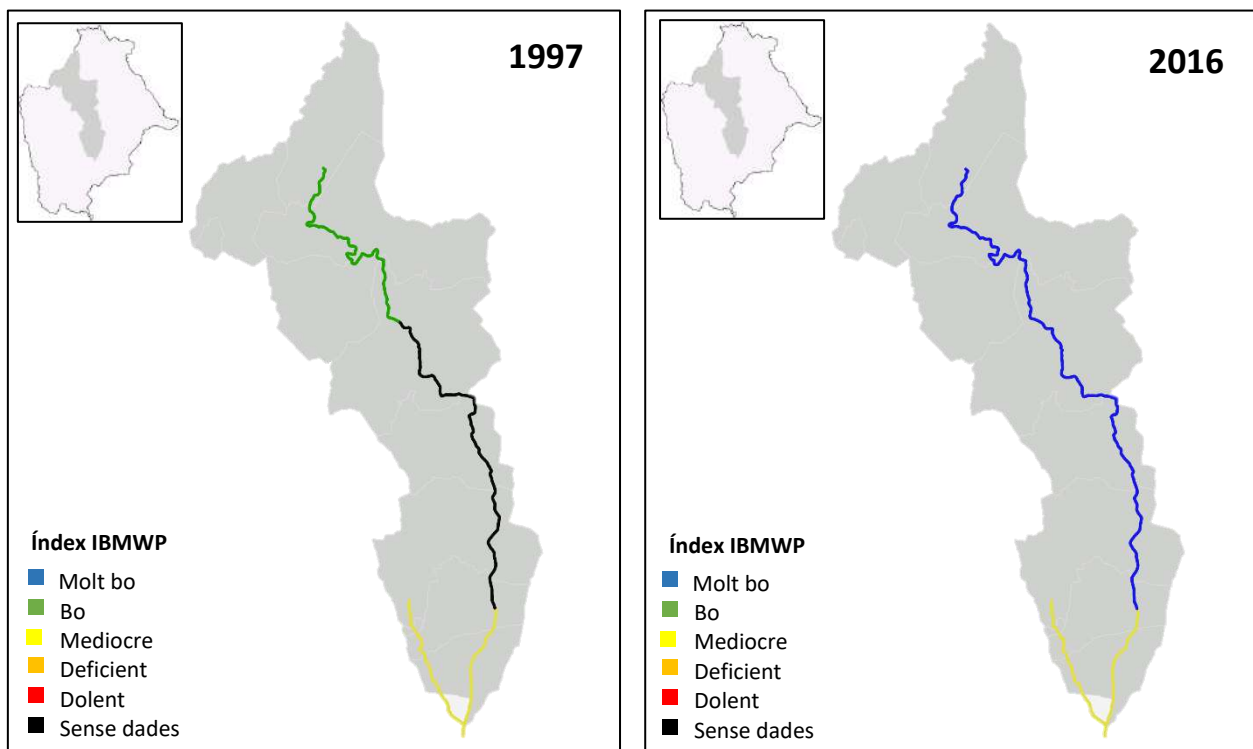 1997
Índex IBMWP
Molt bo
Bo
Mediocre
Deficient
Dolent
Sense dades
2016
Índex IBMWP
Molt bo
Bo
Mediocre
Deficient
Dolent
Sense dades